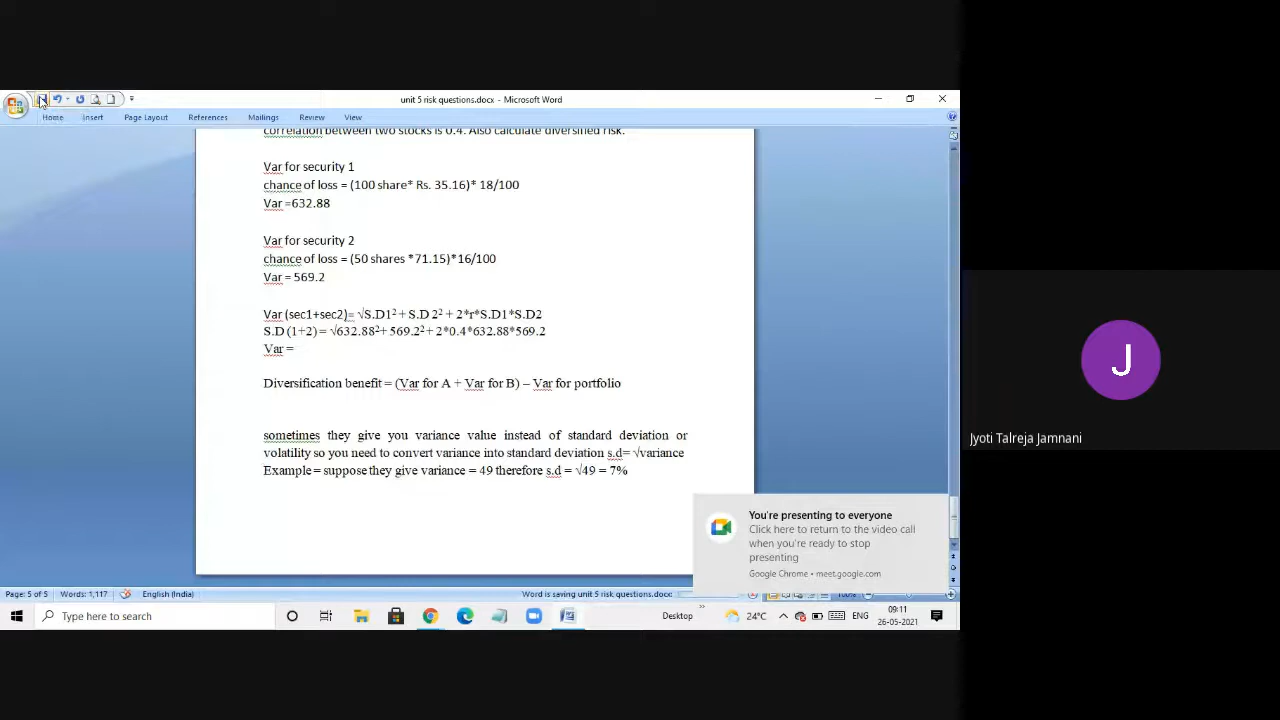 unit 5 risk questions.docx - Microsoft Word
Home Insert Page Layout References Mailings Review View
correlation between two stocks is 0.4. Also calculate diversified risk.
Var for security 1
chance of loss = (100 share* Rs. 35.16)* 18/100
Var =632.88
Var for security 2
chance of loss = (50 shares *71.15)*16/100
Var = 569.2
Var (sec1+sec2)= √S.D1² + S.D 2² + 2*r*S.D1*S.D2
S.D (1+2) = √632.88²+ 569.2² + 2*0.4*632.88*569.2
Var =
Diversification benefit = (Var for A + Var for B) – Var for portfolio
sometimes they give you variance value instead of standard deviation or
volatility so you need to convert variance into standard deviation s.d= √variance
Example = suppose they give variance = 49 therefore s.d = √49 = 7%
You're presenting to everyone
Click here to return to the video call
when you're ready to stop
presenting
Google Chrome • meet.google.com
Page: 5 of 5 Words: 1,117 English (India) Word is saving unit 5 risk questions.docx:
Type here to search
Desktop
24°C
ENG
09:11
26-05-2021
J
Jyoti Talreja Jamnani